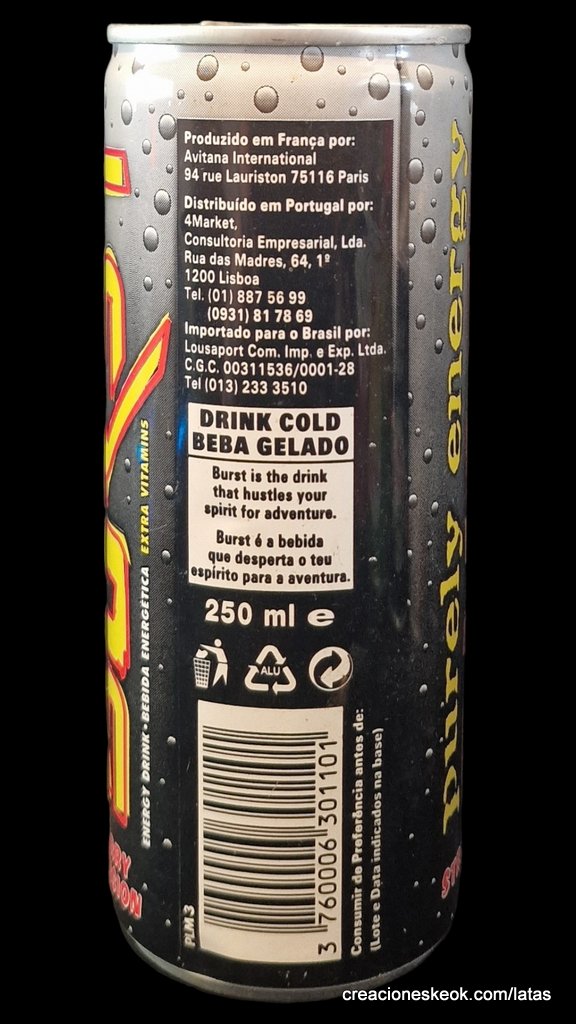 Produzido em França por:
Avitana International
94 rue Lauriston 75116 Paris
Distribuído em Portugal por:
4Market,
Consultoria Empresarial, Lda.
Rua das Madres, 64, 1º
1200 Lisboa
Tel. (01) 887 56 99
(0931) 81 78 69
Importado para o Brasil por:
Lousaport Com. Imp. e Exp. Ltda.
C.G.C. 00311536/0001-28
Tel (013) 233 3510
DRINK COLD
BEBA GELADO
Burst is the drink
that hustles your
spirit for adventure.
Burst é a bebida
que desperta o teu
espírito para a aventura.
250 ml e
ALU
3 760006 301101
PLM 3
Consumir de Preferência antes de:
(Lote e Data indicados na base)
ENERGY DRINK • BEBIDA ENERGÉTICA EXTRA VITAMINS
purely energy
creacioneskeok.com/latas